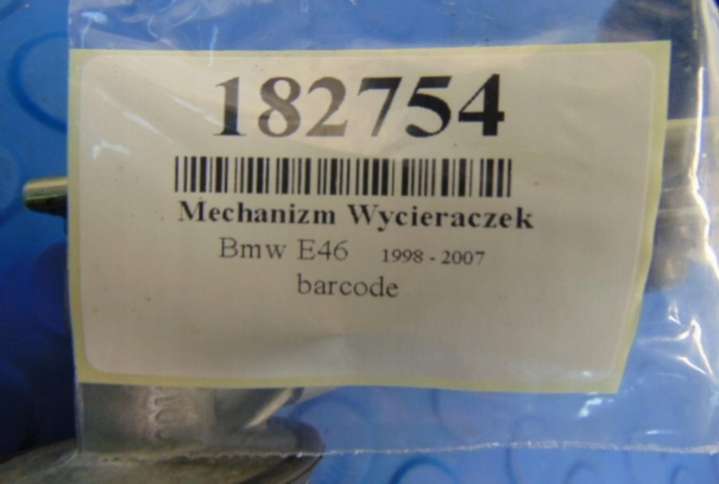 182754
Mechanizm Wycieraczek
Bmw E46 1998 - 2007
barcode